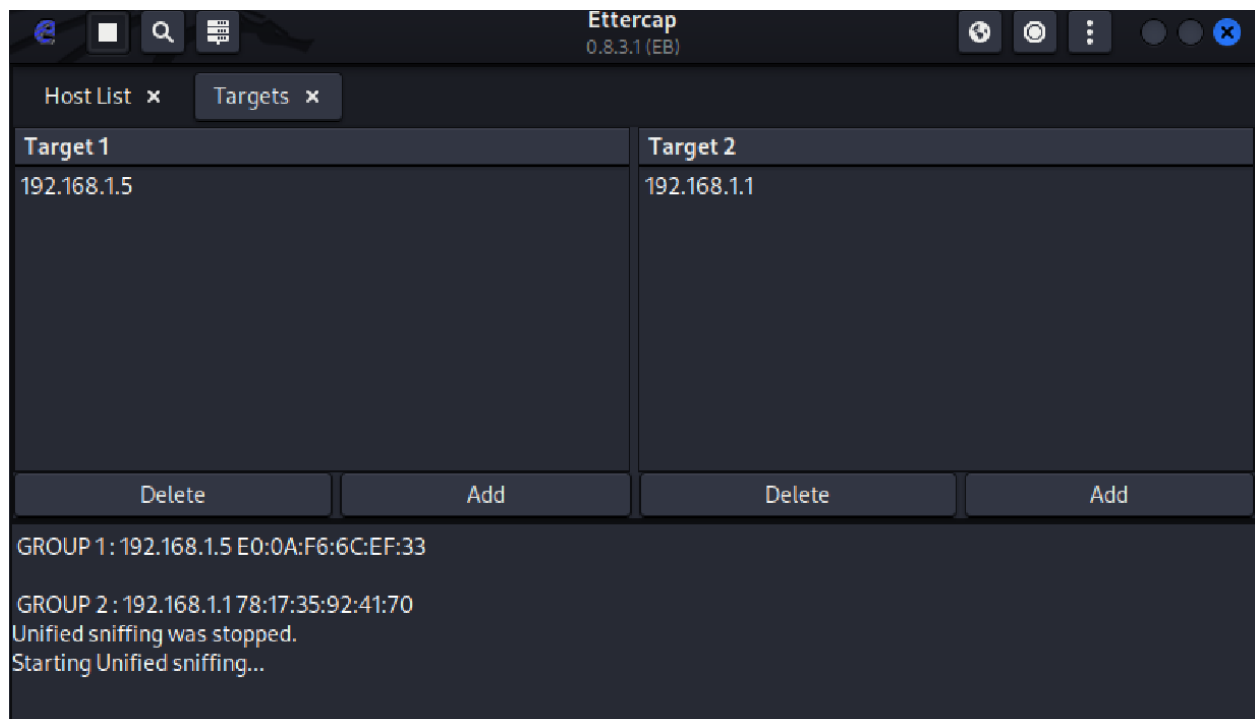 Ettercap
0.8.3.1 (EB)
Host List
Targets
Target 1
Target 2
192.168.1.5
192.168.1.1
Delete
Add
Delete
Add
GROUP 1 : 192.168.1.5 E0:0A:F6:6C:EF:33
GROUP 2 : 192.168.1.1 78:17:35:92:41:70
Unified sniffing was stopped.
Starting Unified sniffing...